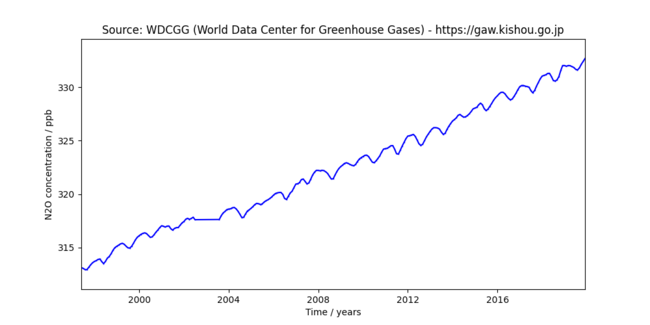 Source: WDCGG (World Data Center for Greenhouse Gases) - https://gaw.kishou.go.jp
N2O concentration / ppb
330
325
320
315
2000 2004 2008 2012 2016
Time / years